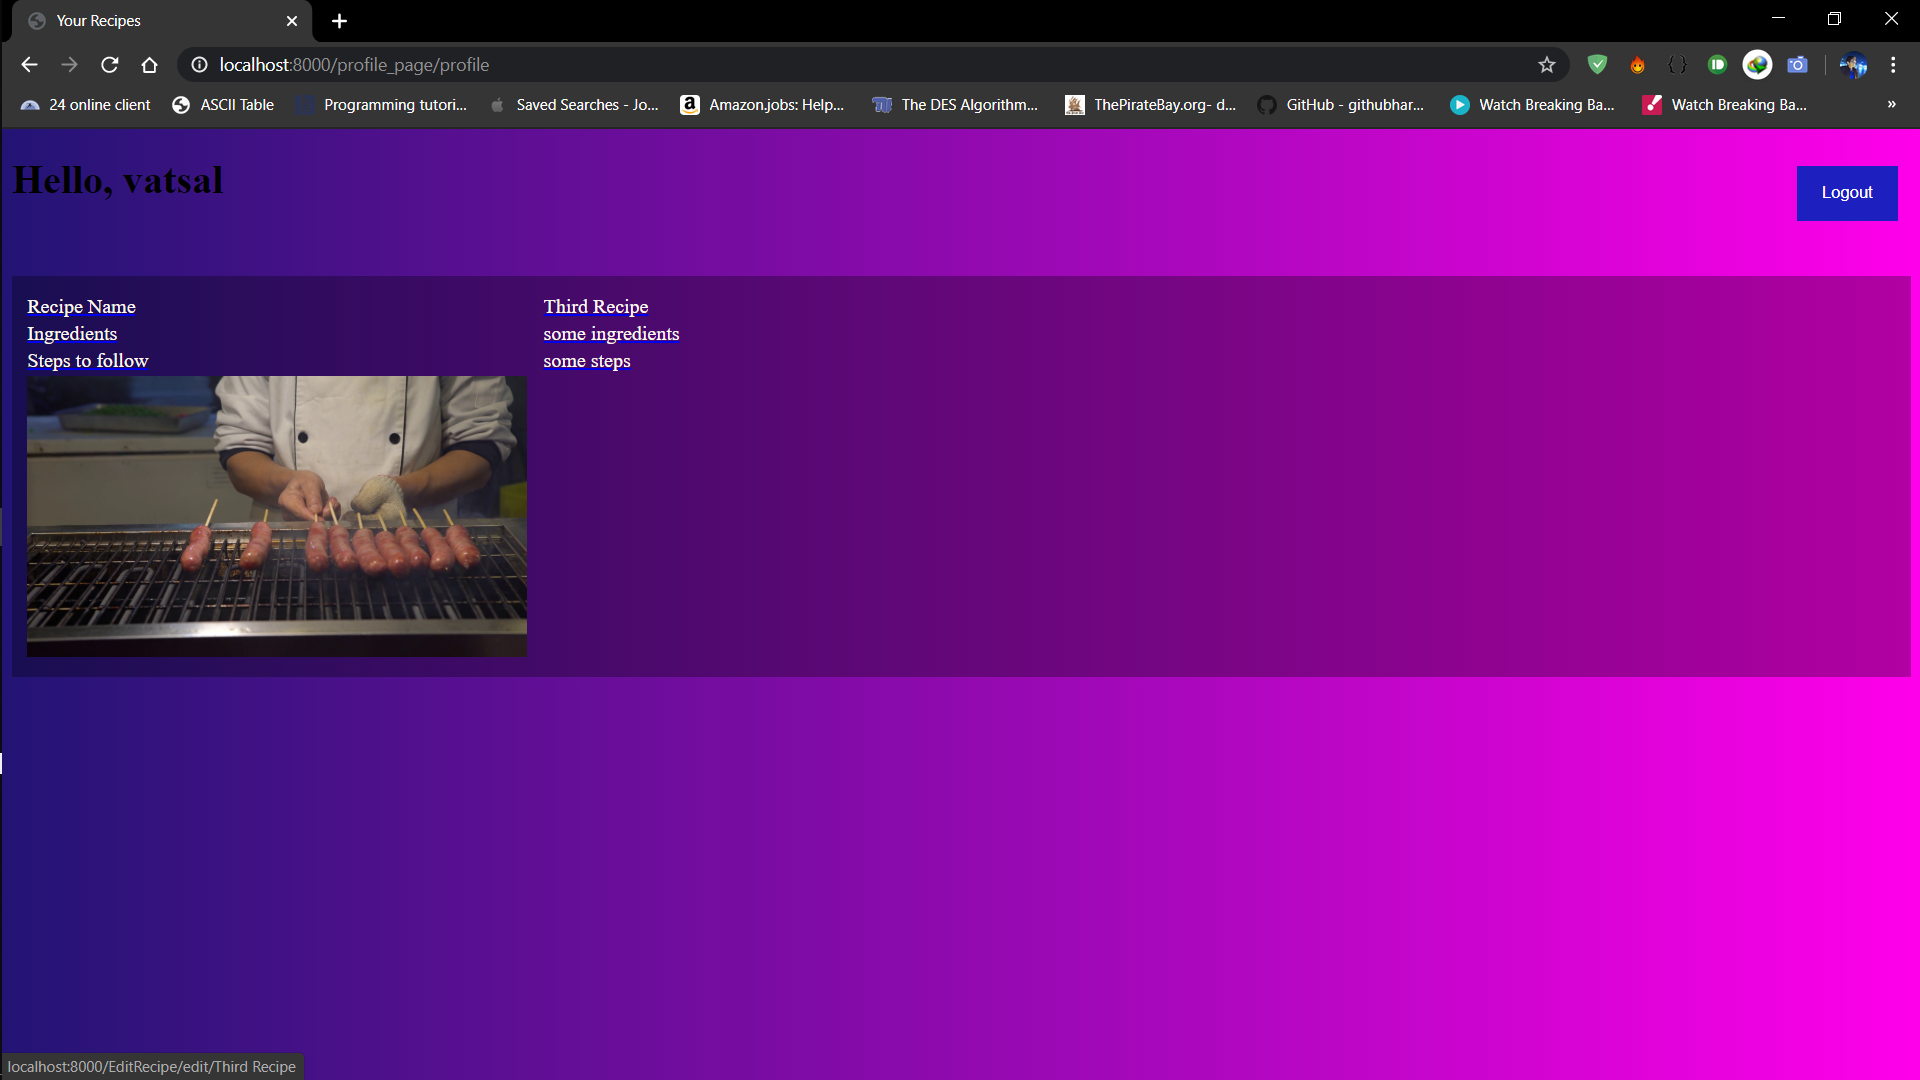 Your Recipes
localhost:8000/profile_page/profile
24 online client
ASCII Table
Programming tutori...
Saved Searches - Jo...
Amazon.jobs: Help...
The DES Algorithm...
ThePirateBay.org- d...
GitHub - githubhar...
Watch Breaking Ba...
Watch Breaking Ba...
Hello, vatsal
Logout
Recipe Name
Ingredients
Steps to follow
Third Recipe
some ingredients
some steps
localhost:8000/EditRecipe/edit/Third Recipe